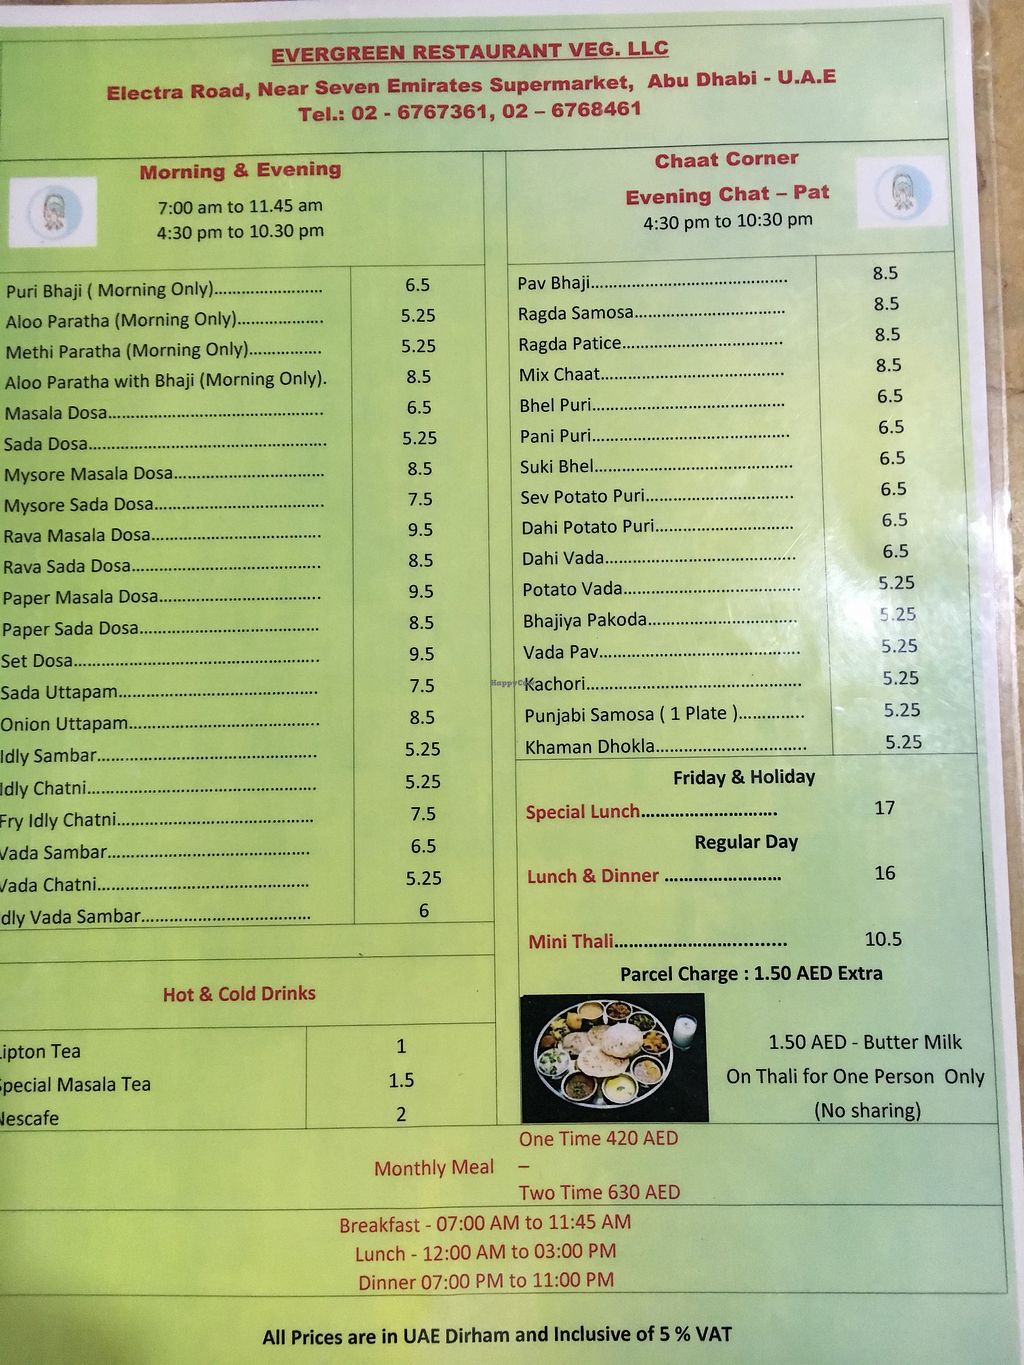 EVERGREEN RESTAURANT VEG. LLC
Electra Road, Near Seven Emirates Supermarket, Abu Dhabi - U.A.E
Tel.: 02 - 6767361, 02 – 6768461
Morning & Evening
7:00 am to 11.45 am
4:30 pm to 10.30 pm
Puri Bhaji ( Morning Only)........................ 6.5
Aloo Paratha (Morning Only)................... 5.25
Methi Paratha (Morning Only)................ 5.25
Aloo Paratha with Bhaji (Morning Only). 8.5
Masala Dosa................................................ 6.5
Sada Dosa..................................................... 5.25
Mysore Masala Dosa.................................. 8.5
Mysore Sada Dosa...................................... 7.5
Rava Masala Dosa...................................... 9.5
Rava Sada Dosa.......................................... 8.5
Paper Masala Dosa.................................... 9.5
Paper Sada Dosa........................................ 8.5
Set Dosa....................................................... 9.5
Sada Uttapam............................................. 7.5
Onion Uttapam........................................... 8.5
Idly Sambar................................................. 5.25
Idly Chatni................................................... 5.25
Fry Idly Chatni............................................ 7.5
Vada Sambar............................................. 6.5
Vada Chatni............................................... 5.25
dly Vada Sambar...................................... 6
Hot & Cold Drinks
Lipton Tea 1
Special Masala Tea 1.5
Nescafe 2
Chaat Corner
Evening Chat – Pat
4:30 pm to 10:30 pm
Pav Bhaji............................................ 8.5
Ragda Samosa.................................. 8.5
Ragda Patice.................................... 8.5
Mix Chaat......................................... 8.5
Bhel Puri........................................... 6.5
Pani Puri............................................ 6.5
Suki Bhel............................................ 6.5
Sev Potato Puri................................. 6.5
Dahi Potato Puri............................... 6.5
Dahi Vada.......................................... 6.5
Potato Vada....................................... 5.25
Bhajiya Pakoda................................. 5.25
Vada Pav............................................. 5.25
HappyCow
Kachori................................................ 5.25
Punjabi Samosa ( 1 Plate ).............. 5.25
Khaman Dhokla.................................. 5.25
Friday & Holiday
Special Lunch............................ 17
Regular Day
Lunch & Dinner ........................ 16
Mini Thali................................... 10.5
Parcel Charge : 1.50 AED Extra
1.50 AED - Butter Milk
On Thali for One Person Only
(No sharing)
One Time 420 AED
Monthly Meal –
Two Time 630 AED
Breakfast - 07:00 AM to 11:45 AM
Lunch - 12:00 AM to 03:00 PM
Dinner 07:00 PM to 11:00 PM
All Prices are in UAE Dirham and Inclusive of 5 % VAT